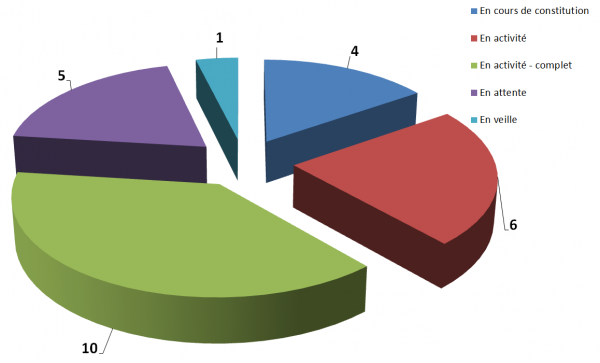 1
4
5
6
10
En cours de constitution
En activité
En activité - complet
En attente
En veille